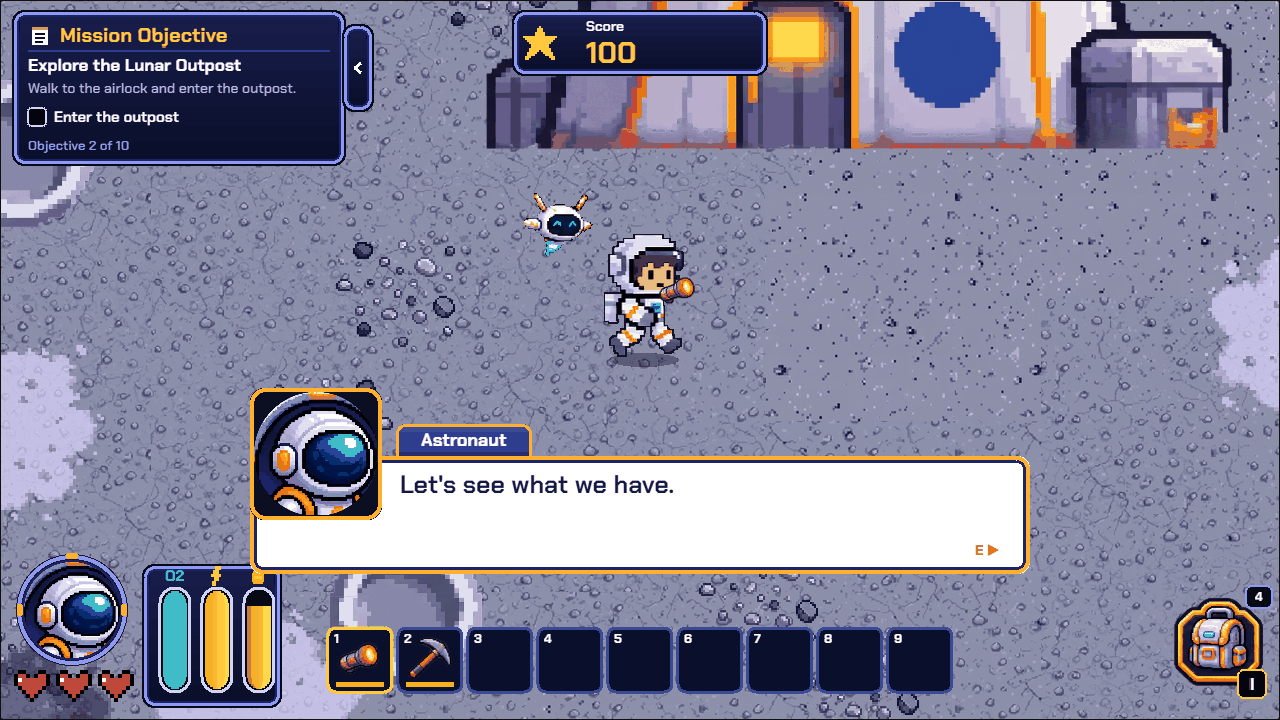 Mission Objective
Explore the Lunar Outpost
Walk to the airlock and enter the outpost.
Enter the outpost
Objective 2 of 10
Score
100
Astronaut
Let's see what we have.
E
O2
1 2 3 4 5 6 7 8 9
4
I